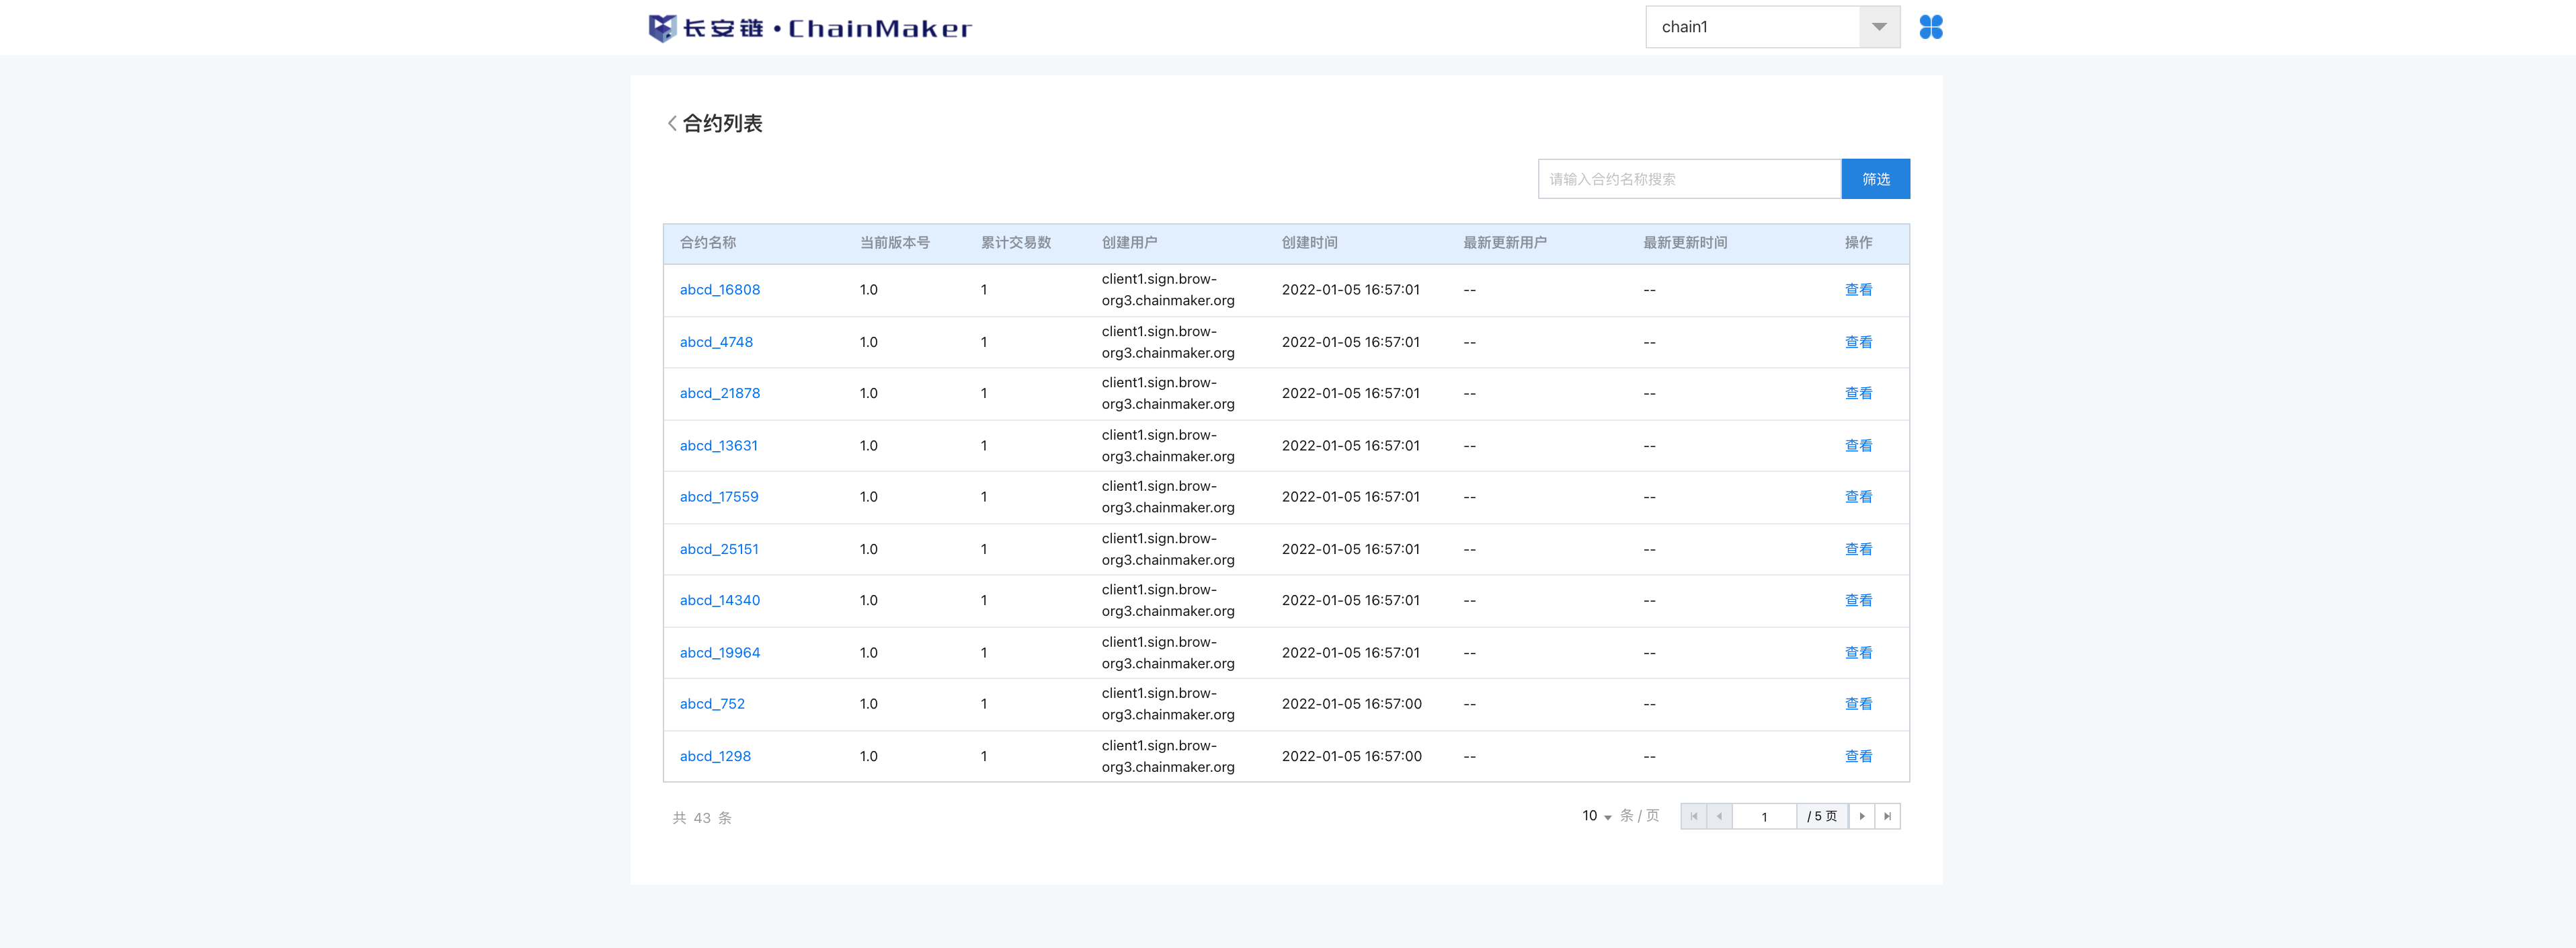 长安链·ChainMaker
chain1
合约列表
请输入合约名称搜索
筛选
合约名称 当前版本号 累计交易数 创建用户 创建时间 最新更新用户 最新更新时间 操作
abcd_16808 1.0 1 client1.sign.brow-org3.chainmaker.org 2022-01-05 16:57:01 -- -- 查看
abcd_4748 1.0 1 client1.sign.brow-org3.chainmaker.org 2022-01-05 16:57:01 -- -- 查看
abcd_21878 1.0 1 client1.sign.brow-org3.chainmaker.org 2022-01-05 16:57:01 -- -- 查看
abcd_13631 1.0 1 client1.sign.brow-org3.chainmaker.org 2022-01-05 16:57:01 -- -- 查看
abcd_17559 1.0 1 client1.sign.brow-org3.chainmaker.org 2022-01-05 16:57:01 -- -- 查看
abcd_25151 1.0 1 client1.sign.brow-org3.chainmaker.org 2022-01-05 16:57:01 -- -- 查看
abcd_14340 1.0 1 client1.sign.brow-org3.chainmaker.org 2022-01-05 16:57:01 -- -- 查看
abcd_19964 1.0 1 client1.sign.brow-org3.chainmaker.org 2022-01-05 16:57:01 -- -- 查看
abcd_752 1.0 1 client1.sign.brow-org3.chainmaker.org 2022-01-05 16:57:00 -- -- 查看
abcd_1298 1.0 1 client1.sign.brow-org3.chainmaker.org 2022-01-05 16:57:00 -- -- 查看
共 43 条
10 条 / 页
1 / 5 页